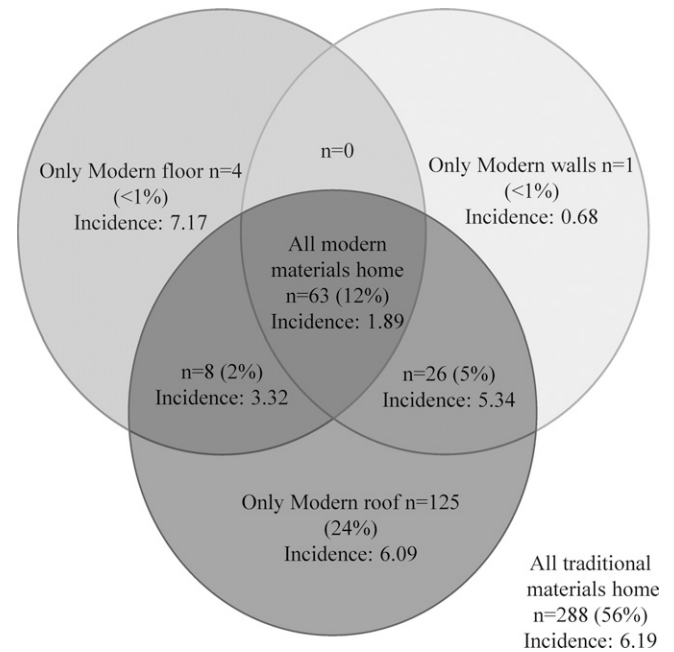 n=0
Only Modern floor n=4
(<1%)
Incidence: 7.17
Only Modern walls n=1
(<1%)
Incidence: 0.68
All modern
materials home
n=63 (12%)
Incidence: 1.89
n=8 (2%)
Incidence: 3.32
n=26 (5%)
Incidence: 5.34
Only Modern roof n=125
(24%)
Incidence: 6.09
All traditional
materials home
n=288 (56%)
Incidence: 6.19